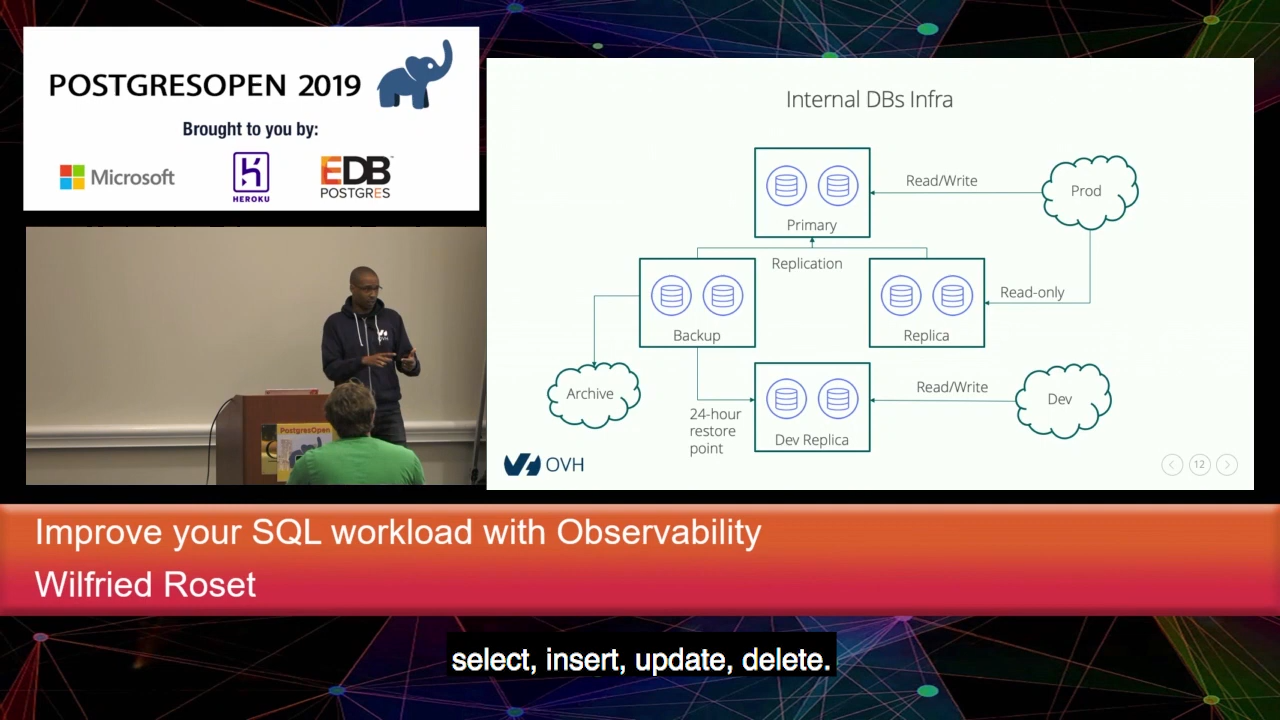 POSTGRESOPEN 2019
Brought to you by:
Microsoft
HEROKU
EDB
POSTGRES
Internal DBs Infra
Primary
Read/Write
Prod
Replication
Backup
Replica
Read-only
Archive
24-hour
restore
point
Dev Replica
Read/Write
Dev
OVH
12
OVH
PostgresOpen
Improve your SQL workload with Observability
Wilfried Roset
select, insert, update, delete.